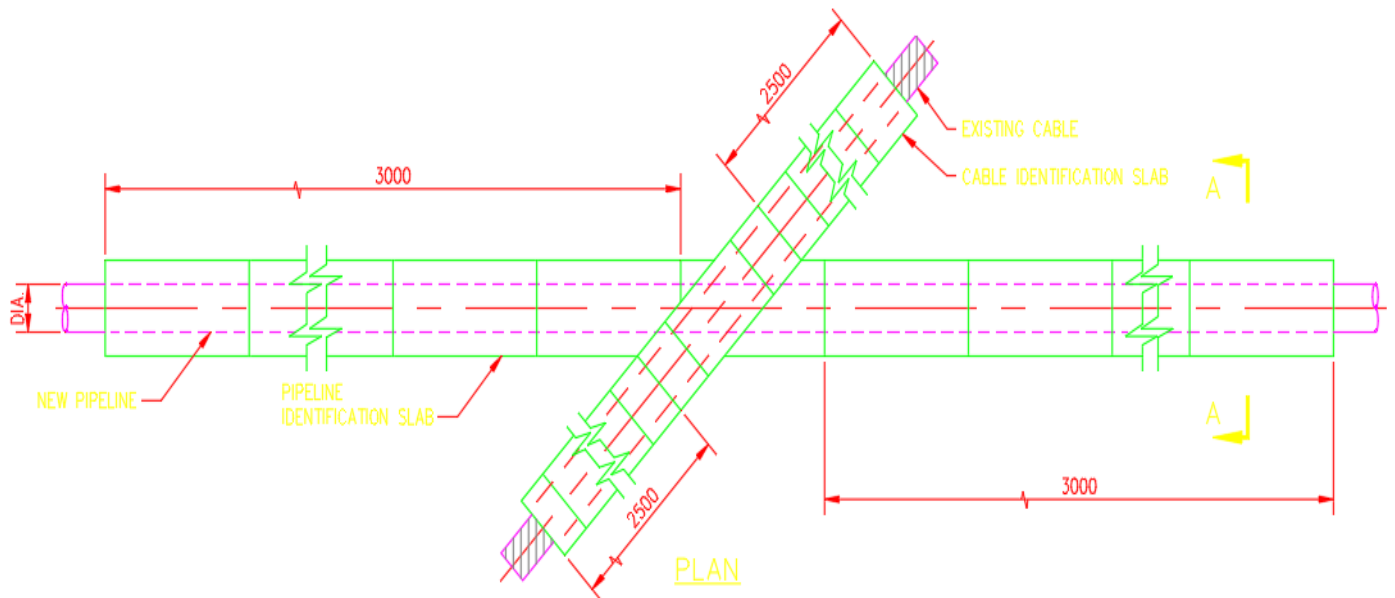 2500
EXISTING CABLE
CABLE IDENTIFICATION SLAB
A
3000
DIA.
NEW PIPELINE
PIPELINE
IDENTIFICATION SLAB
A
3000
2500
PLAN